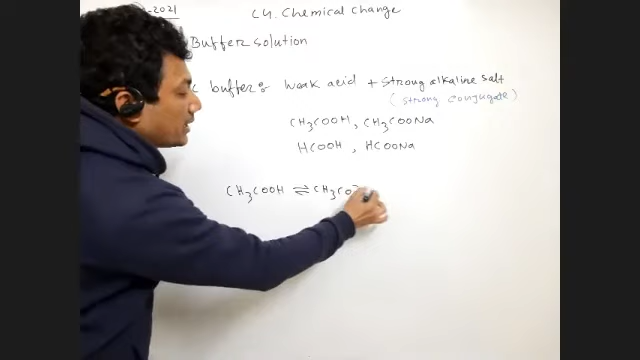 -2021
C4. Chemical Change
Buffer solution
c buffer: weak acid + strong alkaline salt
(strong conjugate)
CH3COOH, CH3COONa
HCOOH, HCOONa
CH3COOH ⇌ CH3CO